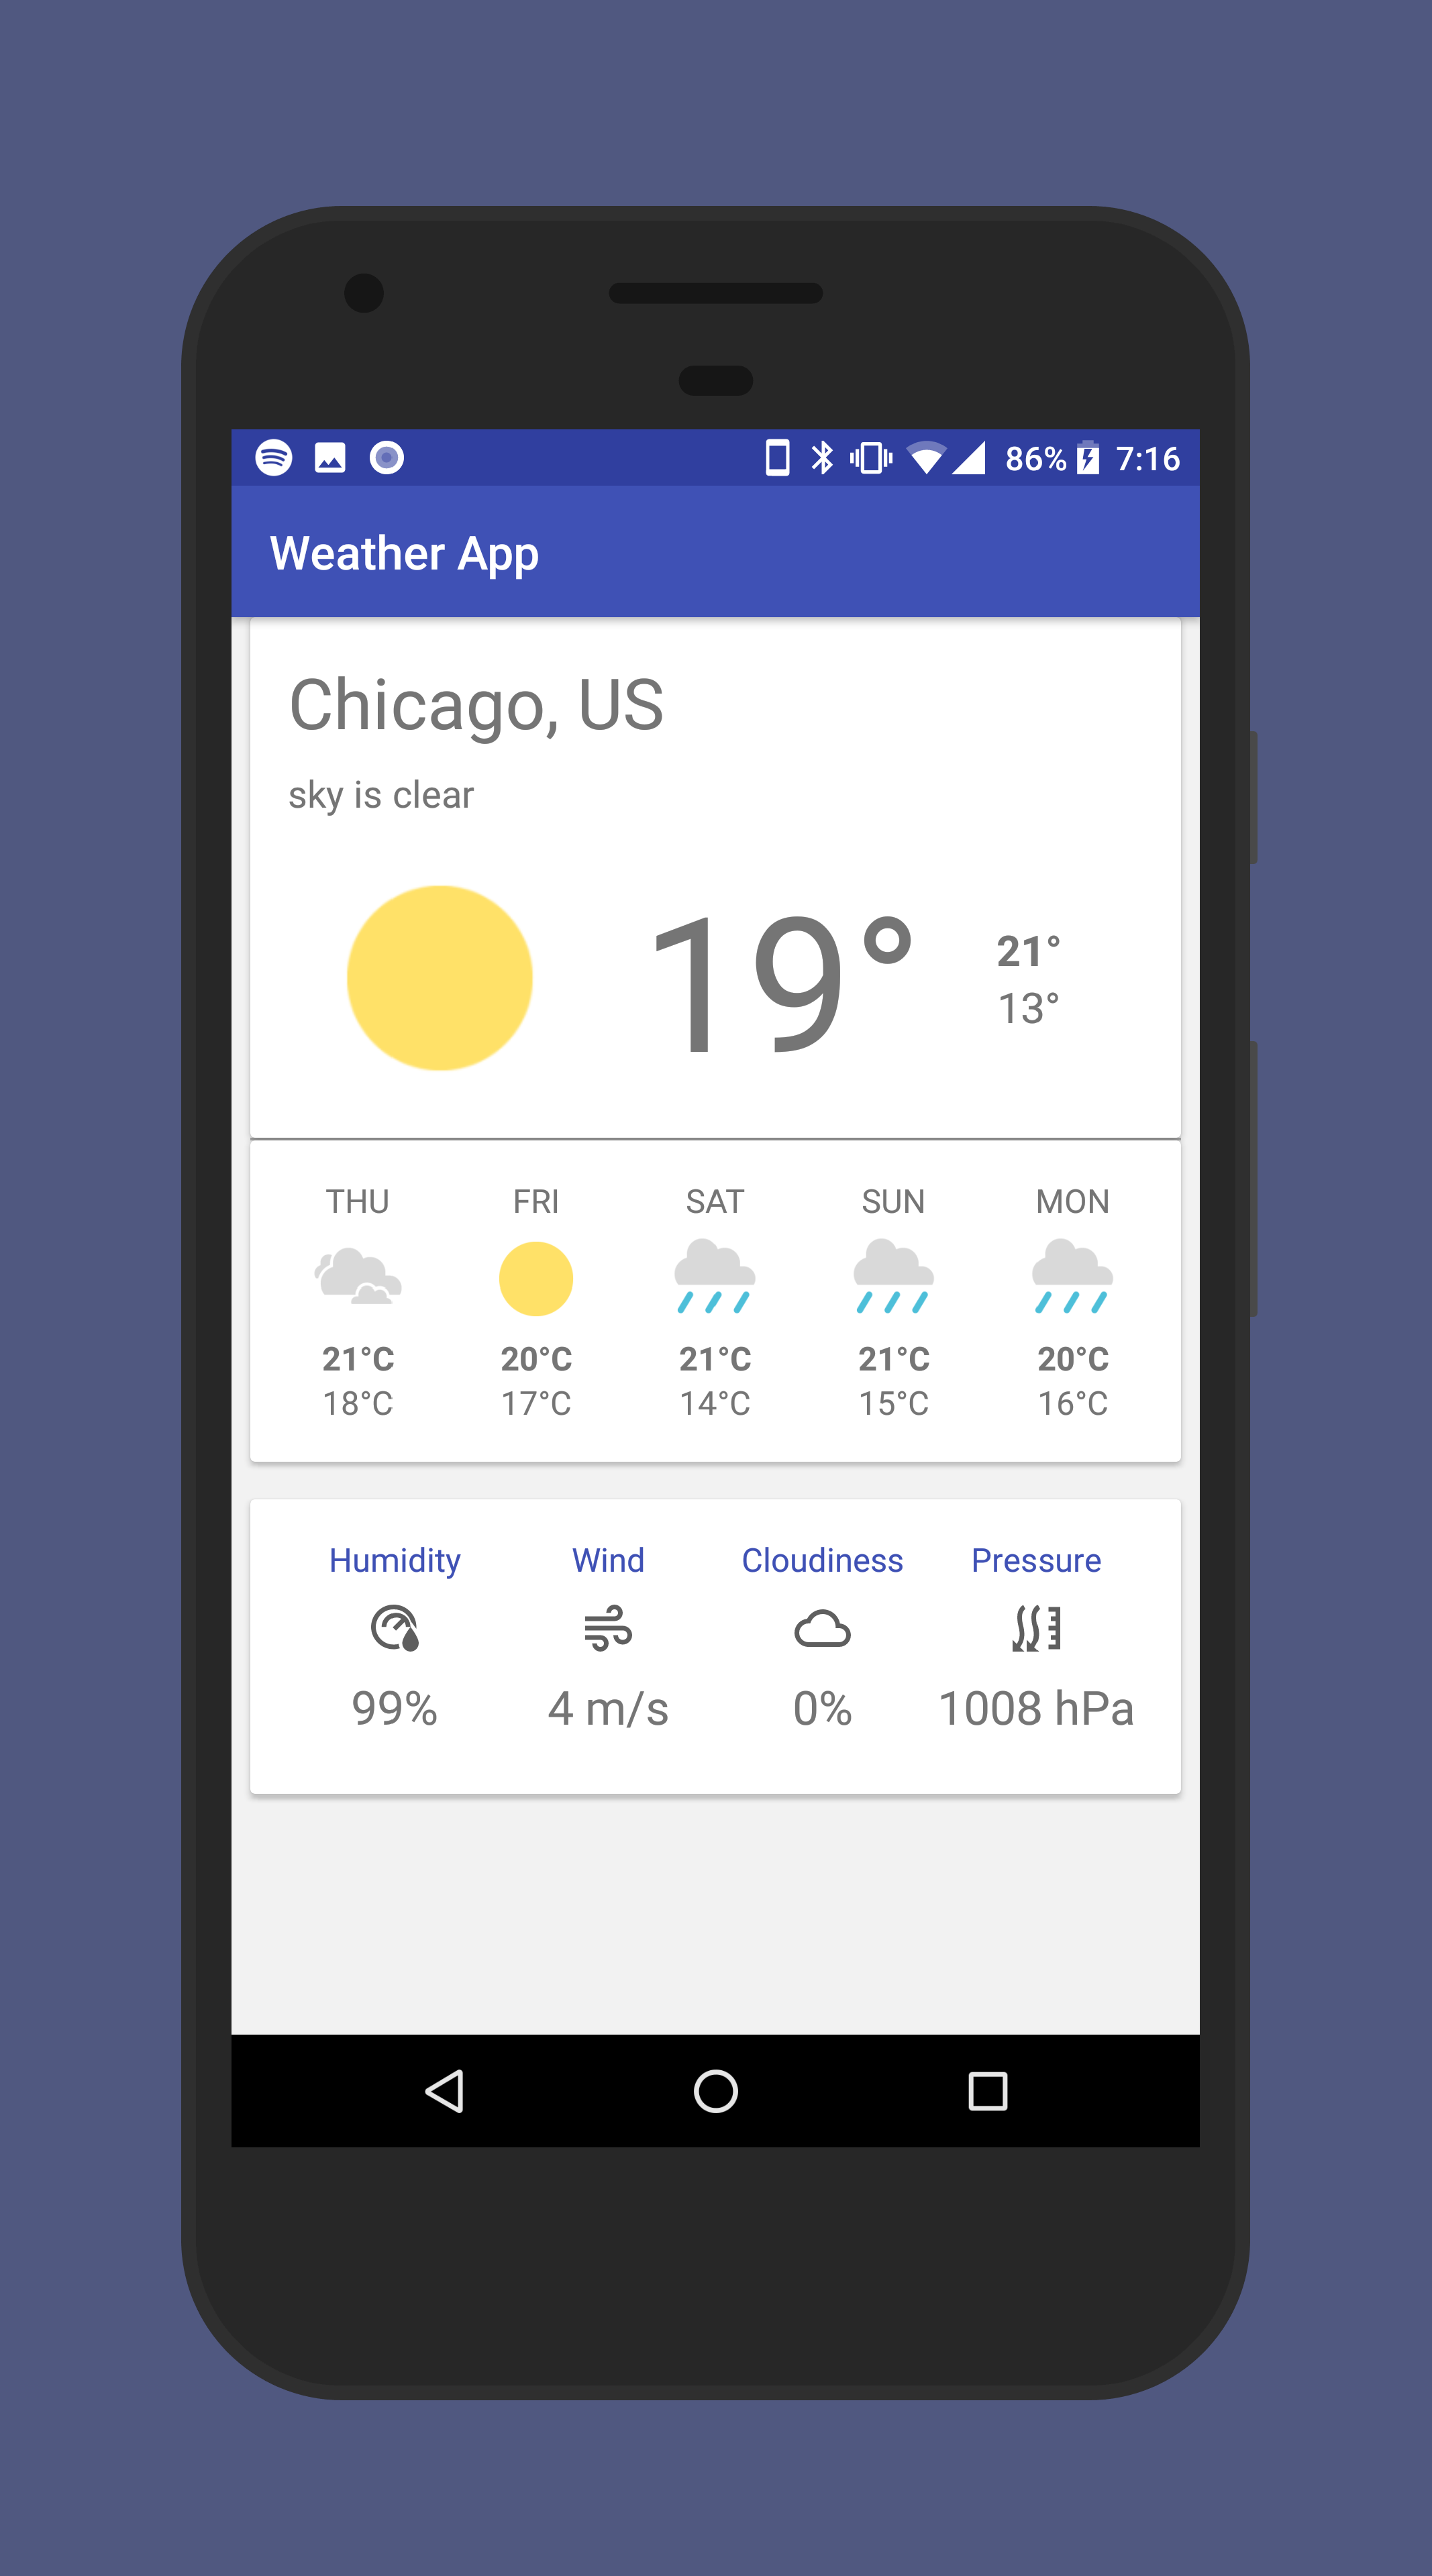 86% 7:16
Weather App
Chicago, US
sky is clear
19°
21°
13°
THU FRI SAT SUN MON
21°C 20°C 21°C 21°C 20°C
18°C 17°C 14°C 15°C 16°C
Humidity Wind Cloudiness Pressure
99% 4 m/s 0% 1008 hPa